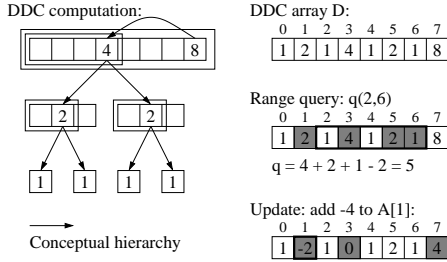 DDC computation:
4 8
2 2
1 1 1 1
Conceptual hierarchy
DDC array D:
0 1 2 3 4 5 6 7
1 2 1 4 1 2 1 8
Range query: q(2,6)
0 1 2 3 4 5 6 7
1 2 1 4 1 2 1 8
q = 4 + 2 + 1 - 2 = 5
Update: add -4 to A[1]:
0 1 2 3 4 5 6 7
1 -2 1 0 1 2 1 4